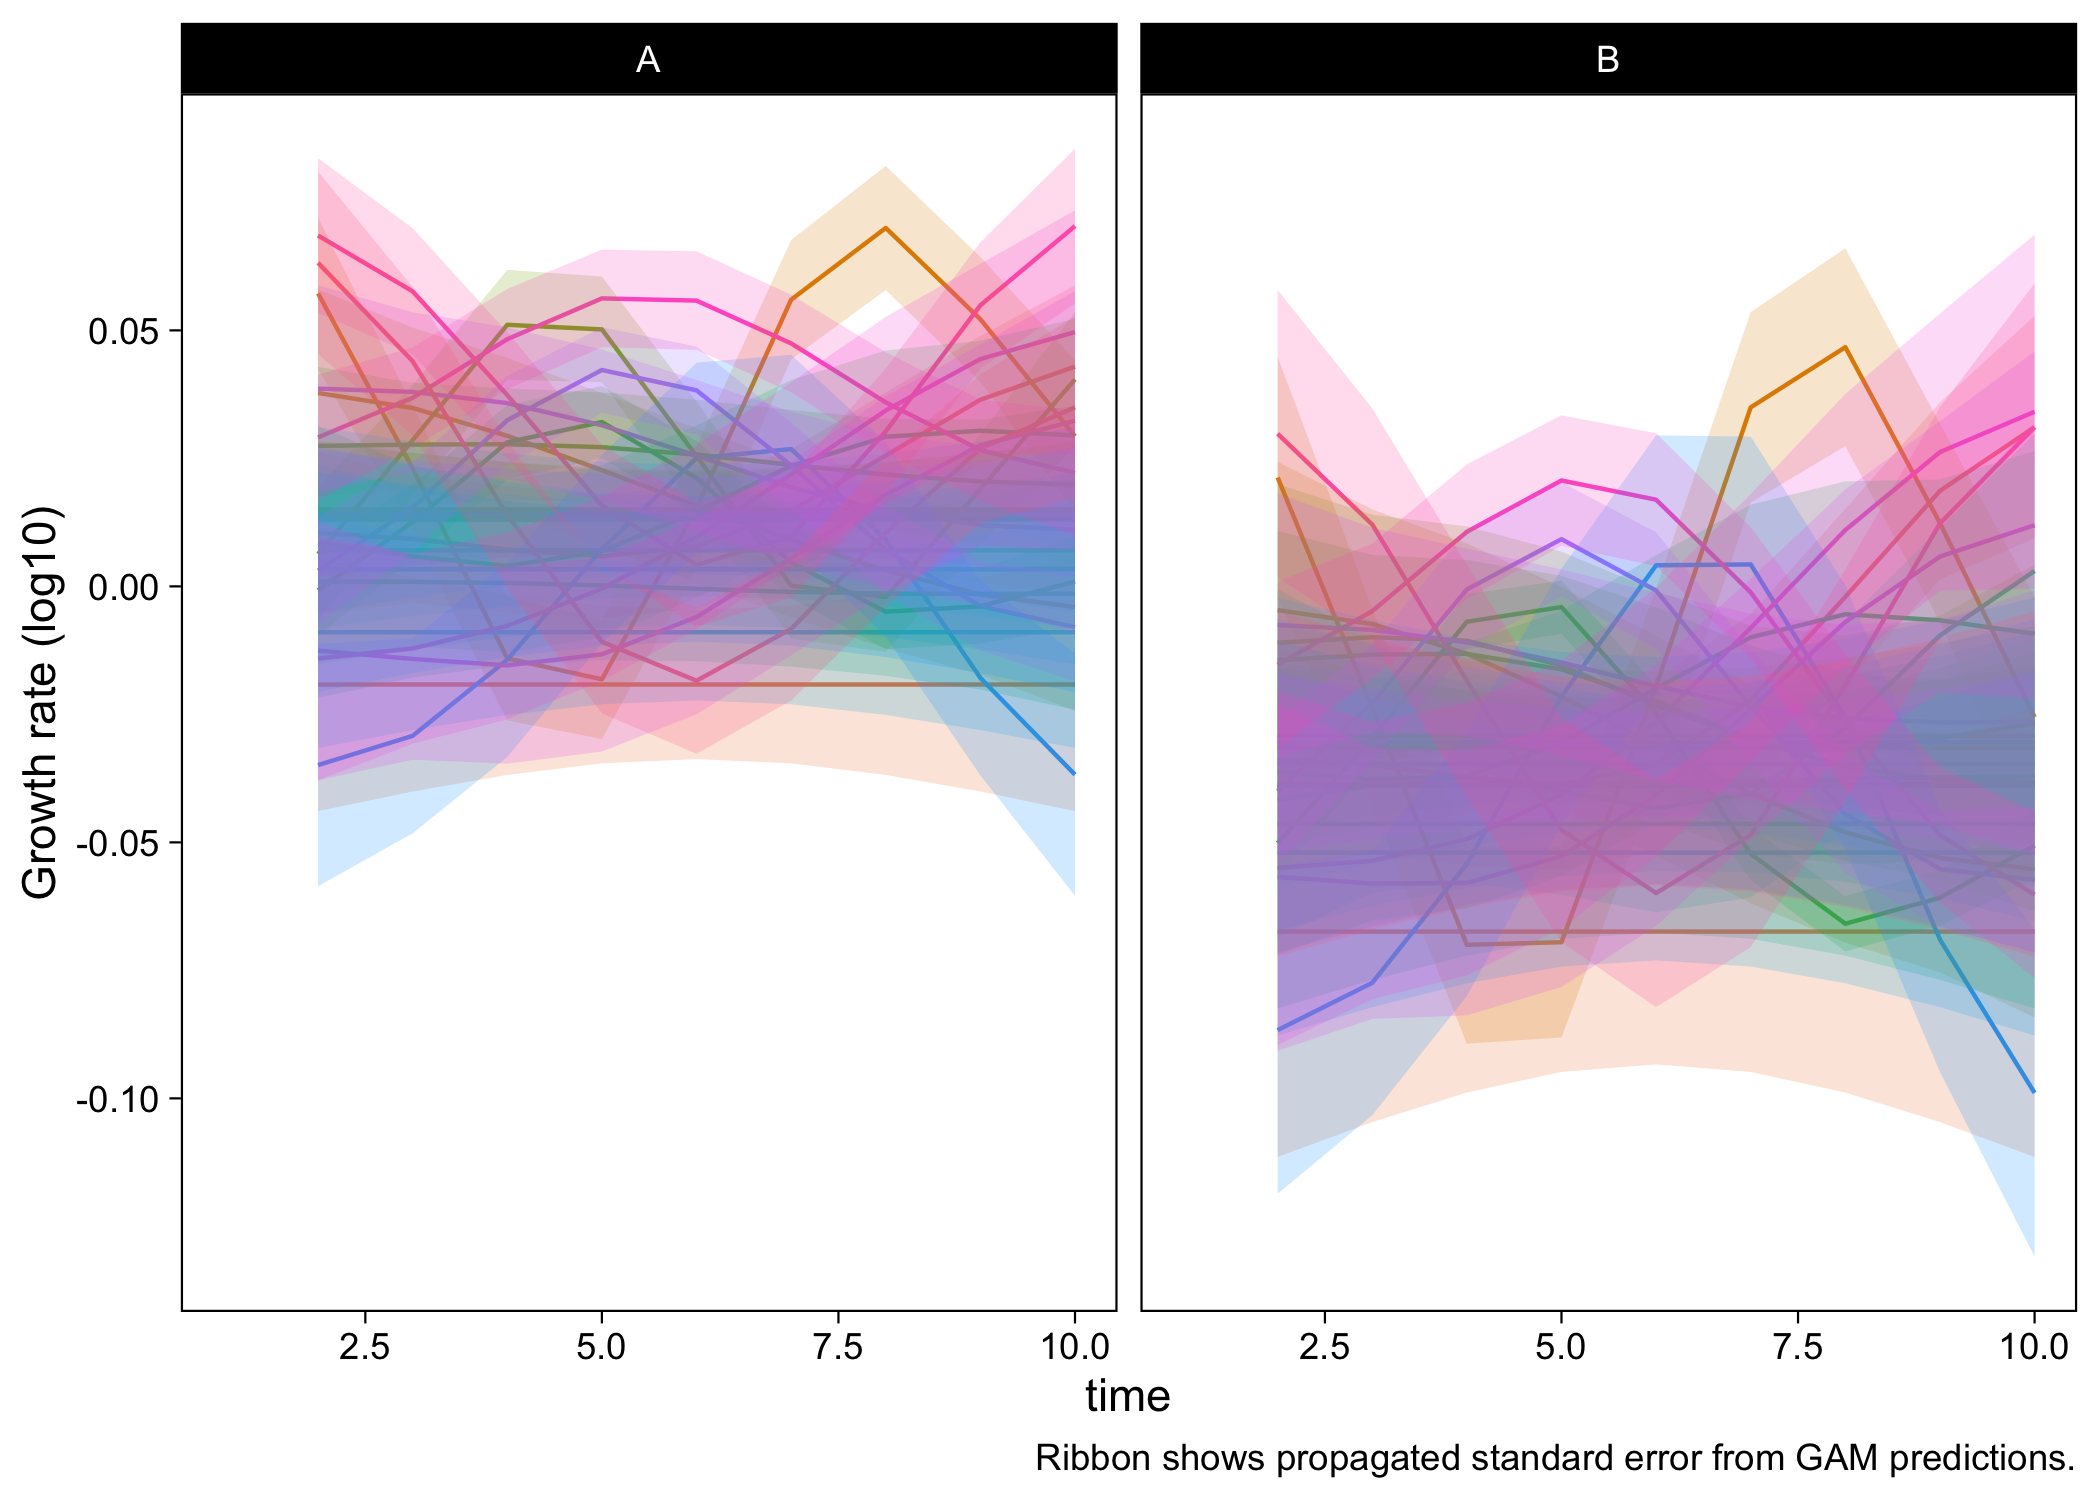 A
B
Growth rate (log10)
0.05
0.00
-0.05
-0.10
2.5 5.0 7.5 10.0
2.5 5.0 7.5 10.0
time
Ribbon shows propagated standard error from GAM predictions.